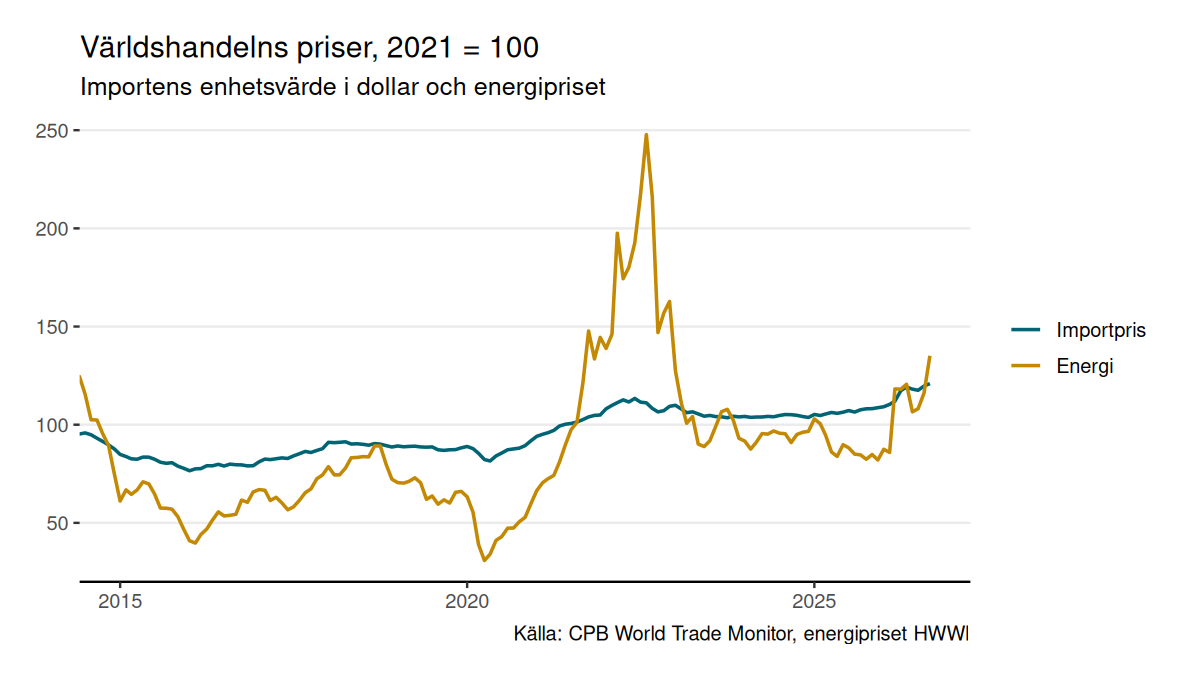 Världshandelns priser, 2021 = 100
Importens enhetsvärde i dollar och energipriset
250
200
150
100
50
2015
2020
2025
Importpris
Energi
Källa: CPB World Trade Monitor, energipriset HWWI